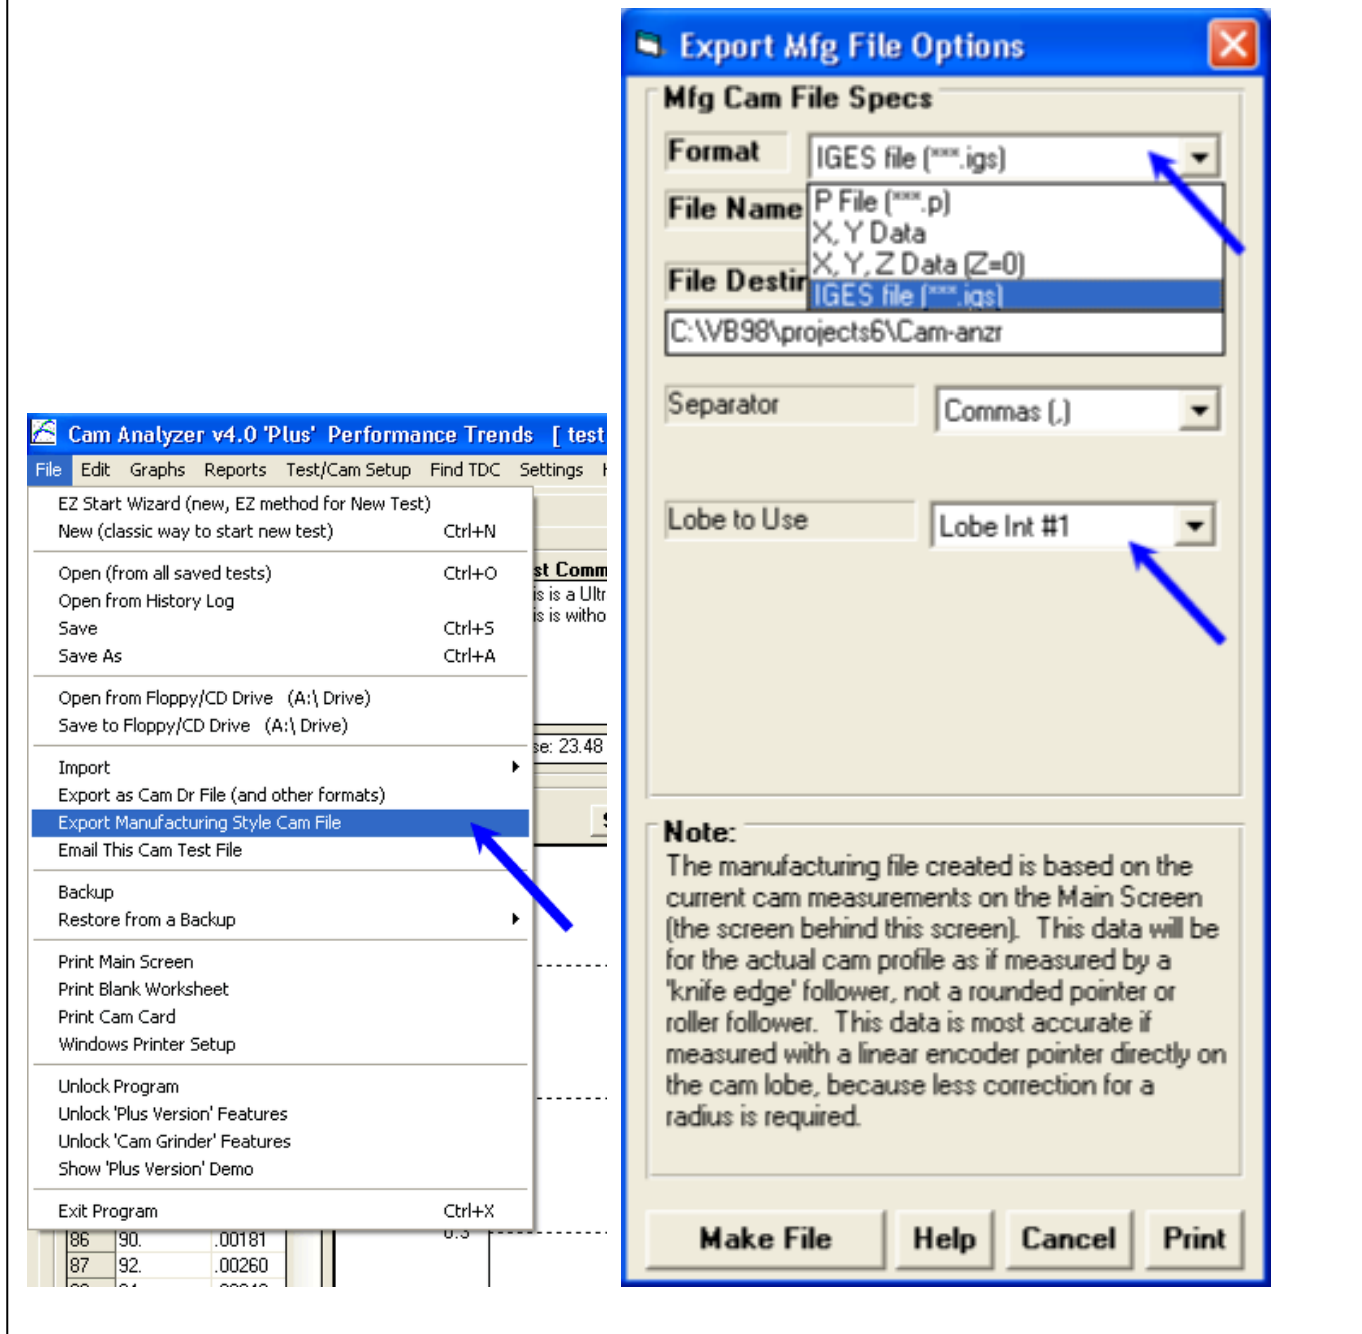 Export Mfg File Options
Mfg Cam File Specs
Format
IGES file (***.igs)
P File (***.p)
X, Y Data
X, Y, Z Data (Z=0)
IGES file (***.igs)
File Name
File Destin
C:\VB98\projects6\Cam-anzr
Separator
Commas (,)
Lobe to Use
Lobe Int #1
Note:
The manufacturing file created is based on the
current cam measurements on the Main Screen
(the screen behind this screen).  This data will be
for the actual cam profile as if measured by a
'knife edge' follower, not a rounded pointer or
roller follower.  This data is most accurate if
measured with a linear encoder pointer directly on
the cam lobe, because less correction for a
radius is required.
Make File
Help
Cancel
Print
Cam Analyzer v4.0 'Plus'  Performance Trends   [ test
File Edit Graphs Reports Test/Cam Setup Find TDC Settings
EZ Start Wizard (new, EZ method for New Test)
New (classic way to start new test) Ctrl+N
Open (from all saved tests) Ctrl+O
Open from History Log
Save Ctrl+S
Save As Ctrl+A
Open from Floppy/CD Drive   (A:\ Drive)
Save to Floppy/CD Drive   (A:\ Drive)
Import
Export as Cam Dr File (and other formats)
Export Manufacturing Style Cam File
Email This Cam Test File
Backup
Restore from a Backup
Print Main Screen
Print Blank Worksheet
Print Cam Card
Windows Printer Setup
Unlock Program
Unlock 'Plus Version' Features
Unlock 'Cam Grinder' Features
Show 'Plus Version' Demo
Exit Program Ctrl+X
st Comm
is is a Ultr
is is witho
se: 23.48
86 90. .00181
87 92. .00260